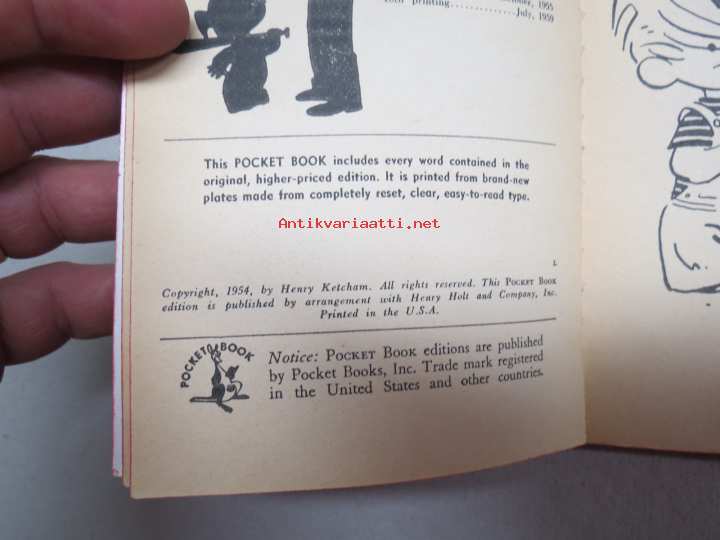 1955
printing.............July, 1959
This POCKET BOOK includes every word contained in the
original, higher-priced edition. It is printed from brand-new
plates made from completely reset, clear, easy-to-read type.
Antikvariaatti.net
L
Copyright, 1954, by Henry Ketcham. All rights reserved. This POCKET BOOK
edition is published by arrangement with Henry Holt and Company, Inc.
Printed in the U.S.A.
POCKET BOOK
Notice: POCKET BOOK editions are published
by Pocket Books, Inc. Trade mark registered
in the United States and other countries.